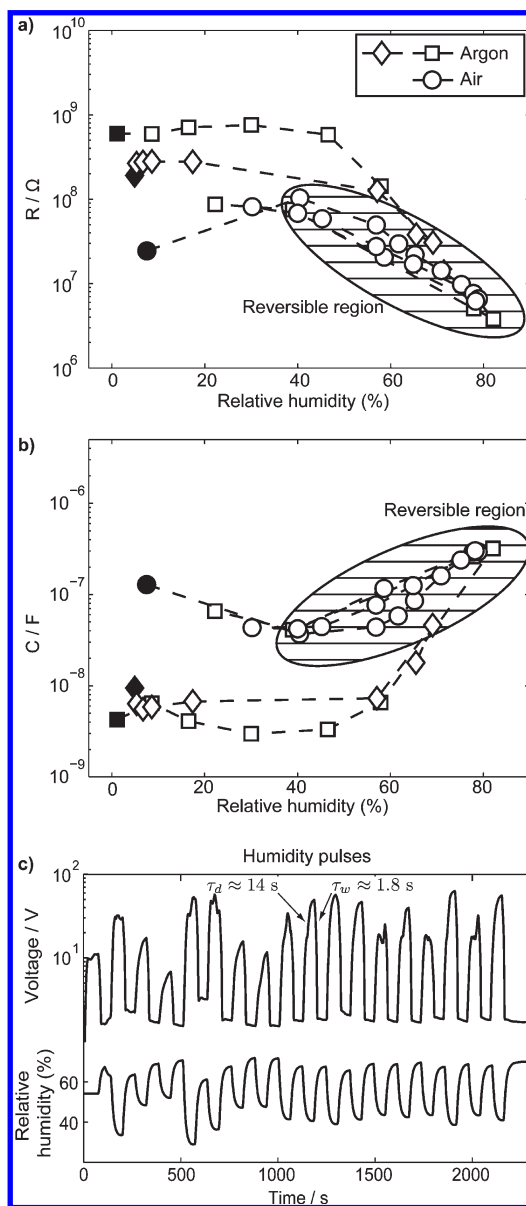 a)
10^10
Argon
Air
10^9
R / Ω
10^8
10^7
Reversible region
10^6
0 20 40 60 80
Relative humidity (%)
b)
10^-6
Reversible region
10^-7
C / F
10^-8
10^-9
0 20 40 60 80
Relative humidity (%)
c)
Humidity pulses
10^2
τ_d ≈ 14 s τ_w ≈ 1.8 s
Voltage / V
10^1
Relative humidity (%)
60
40
0 500 1000 1500 2000
Time / s